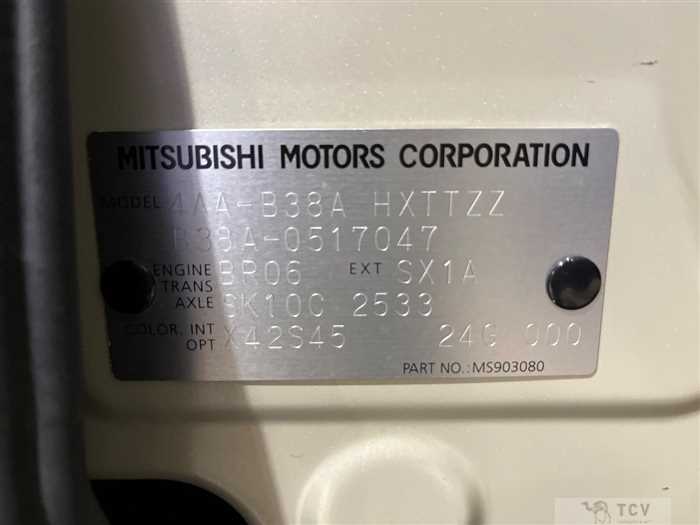 MITSUBISHI MOTORS CORPORATION
MODEL 4AA-B38A HXTTZZ
B38A-0517047
ENGINE BR06 EXT SX1A
TRANS
AXLE SK10C 2533
COLOR, INT X42S45 24G 000
OPT
PART NO.:MS903080
TCV